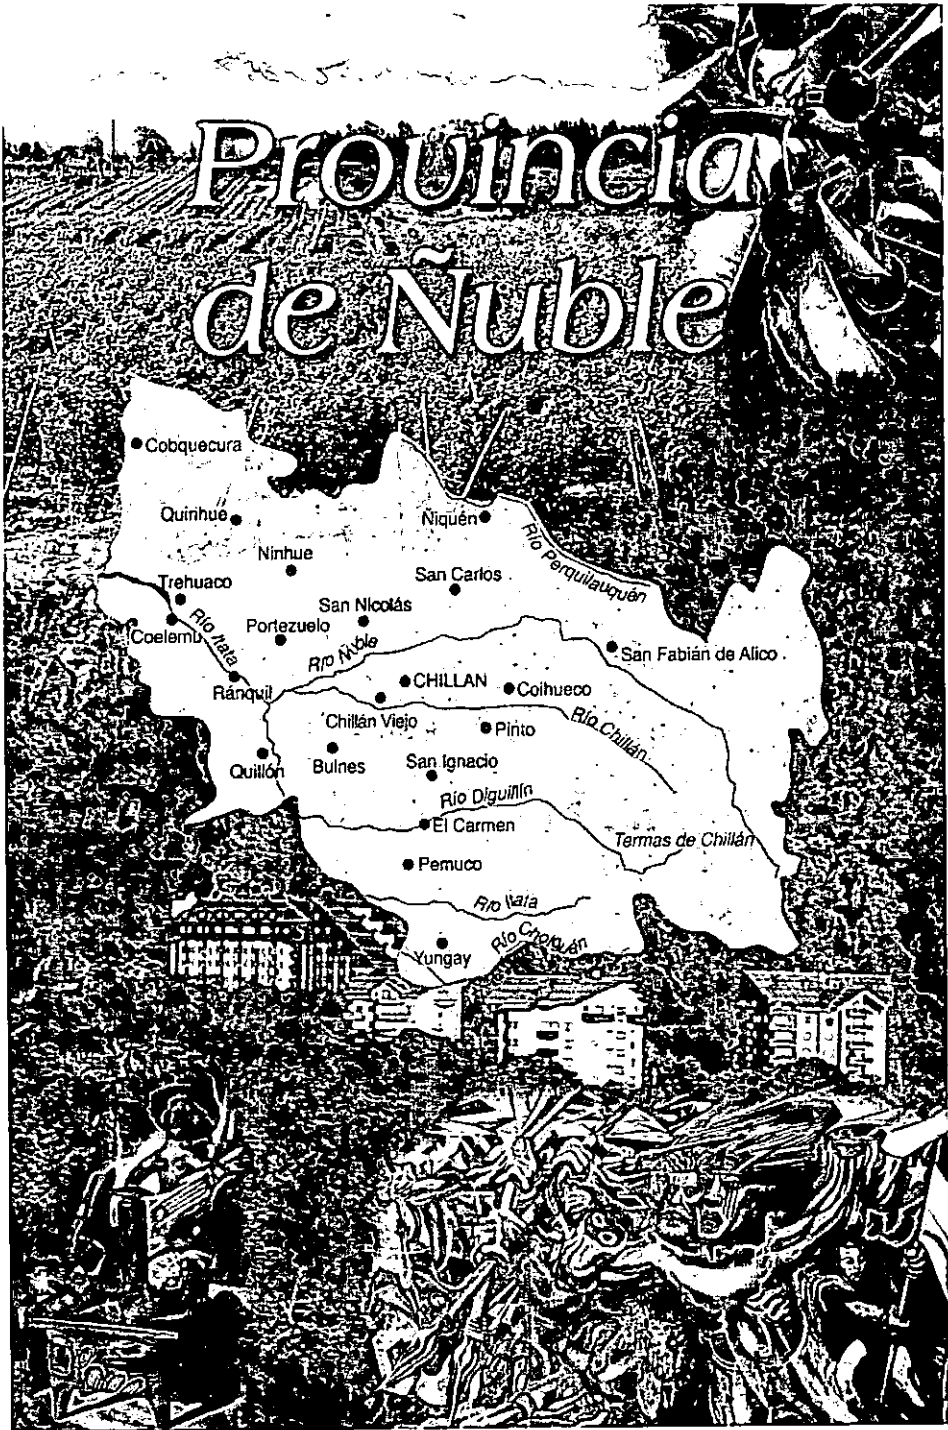 Provincia
de Ñuble
Cobquecura
Quirihue
Ñiquén
Río Perquilauquén
Ninhue
Trehuaco
San Carlos
San Nicolás
Coelemu
Río Itata
Portezuelo
Río Ñuble
San Fabián de Alico
Ránquil
CHILLAN
Coihueco
Chillán Viejo
Pinto
Río Chillán
Quillón
Bulnes
San Ignacio
Río Diguillín
El Carmen
Termas de Chillán
Pemuco
Río Itata
Yungay
Río Cholguán